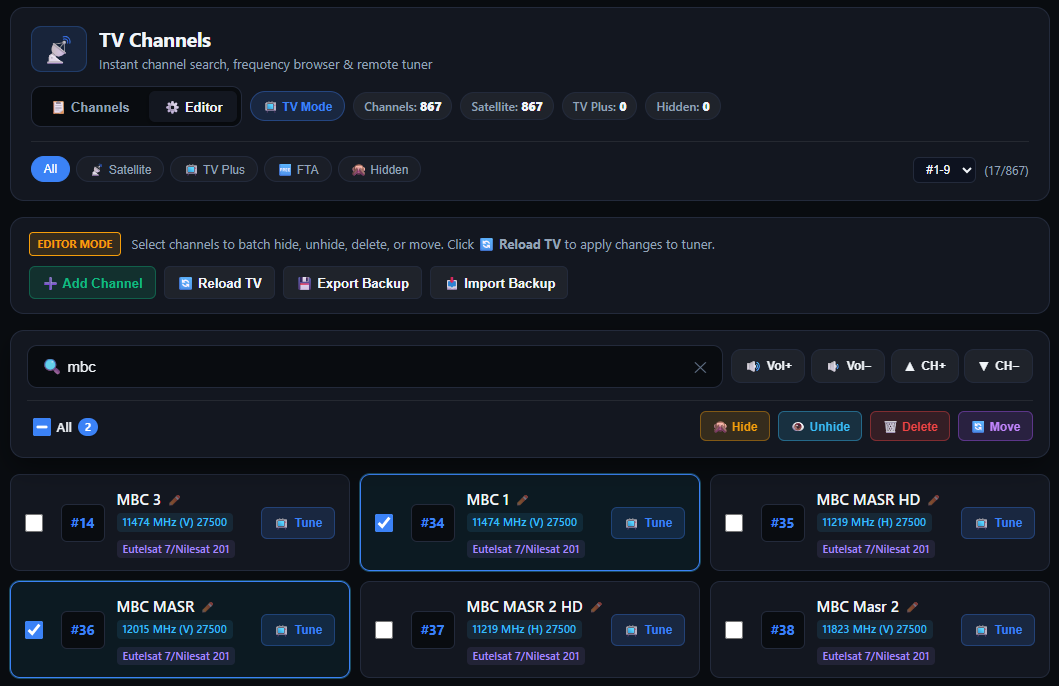 TV Channels
Instant channel search, frequency browser & remote tuner
Channels Editor TV Mode Channels: 867 Satellite: 867 TV Plus: 0 Hidden: 0
All Satellite TV Plus FREE FTA Hidden #1-9 (17/867)
EDITOR MODE Select channels to batch hide, unhide, delete, or move. Click Reload TV to apply changes to tuner.
Add Channel Reload TV Export Backup Import Backup
mbc Vol+ Vol− CH+ CH−
All 2 Hide Unhide Delete Move
#14 MBC 3 Tune
11474 MHz (V) 27500
Eutelsat 7/Nilesat 201
#34 MBC 1 Tune
11474 MHz (V) 27500
Eutelsat 7/Nilesat 201
#35 MBC MASR HD Tune
11219 MHz (H) 27500
Eutelsat 7/Nilesat 201
#36 MBC MASR Tune
12015 MHz (V) 27500
Eutelsat 7/Nilesat 201
#37 MBC MASR 2 HD Tune
11219 MHz (H) 27500
Eutelsat 7/Nilesat 201
#38 MBC Masr 2 Tune
11823 MHz (V) 27500
Eutelsat 7/Nilesat 201